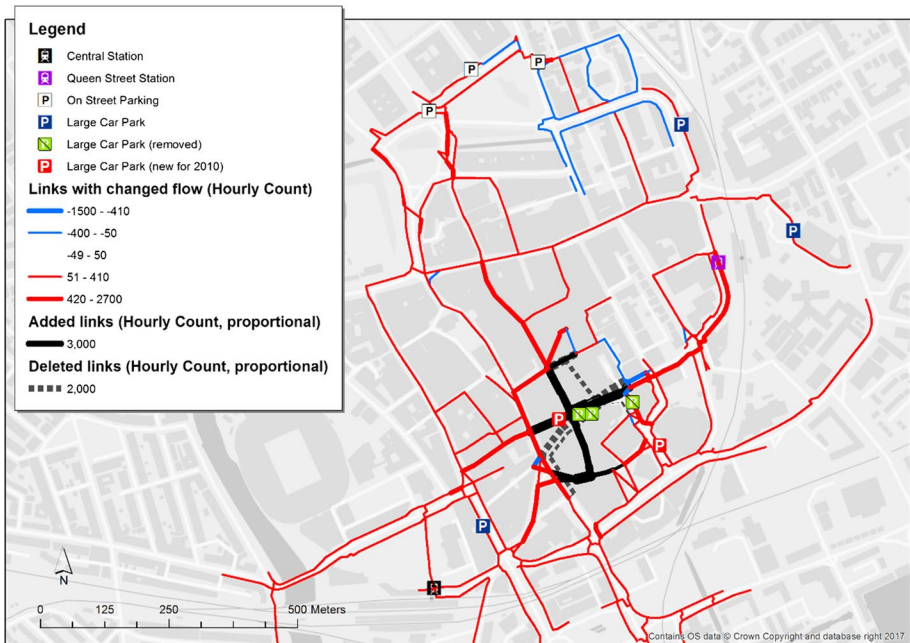 Legend
Central Station
Queen Street Station
P On Street Parking
P Large Car Park
Large Car Park (removed)
P Large Car Park (new for 2010)
Links with changed flow (Hourly Count)
-1500 - -410
-400 - -50
-49 - 50
51 - 410
420 - 2700
Added links (Hourly Count, proportional)
3,000
Deleted links (Hourly Count, proportional)
2,000
P
P
P
P
P
P
P
P
N
0 125 250 500 Meters
Contains OS data © Crown Copyright and database right 2017